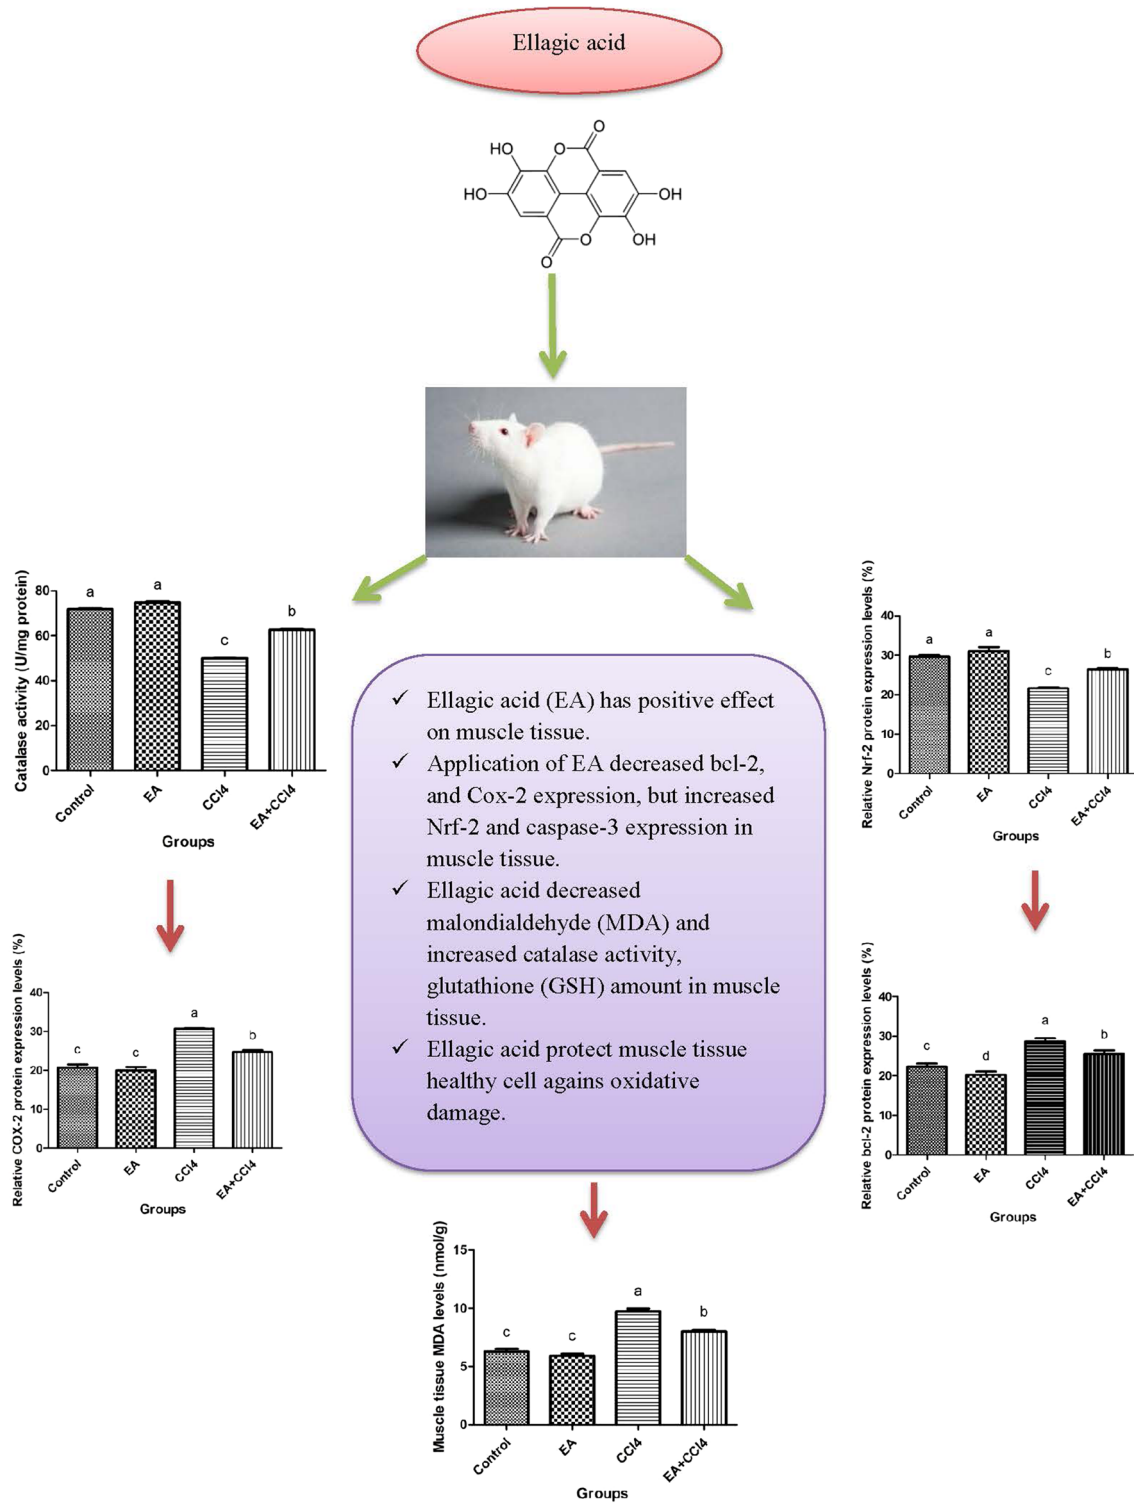 Ellagic acid
O
HO
O
HO
OH
O
OH
O
Catalase activity (U/mg protein)
80
60
40
20
0
a
a
c
b
Control
EA
CCl4
EA+CCl4
Groups
Relative Nrf-2 protein expression levels (%)
40
30
20
10
0
a
a
c
b
Control
EA
CCl4
EA+CCl4
✓ Ellagic acid (EA) has positive effect
on muscle tissue.
✓ Application of EA decreased bcl-2,
and Cox-2 expression, but increased
Nrf-2 and caspase-3 expression in
muscle tissue.
✓ Ellagic acid decreased
malondialdehyde (MDA) and
increased catalase activity,
glutathione (GSH) amount in muscle
tissue.
✓ Ellagic acid protect muscle tissue
healthy cell agains oxidative
damage.
Relative COX-2 protein expression levels (%)
40
30
20
10
0
c
c
a
b
Control
EA
CCl4
EA+CCl4
Groups
Relative bcl-2 protein expression levels (%)
40
30
20
10
0
c
d
a
b
Control
EA
CCl4
EA+CCl4
Groups
Muscle tissue MDA levels (nmol/g)
15
10
5
0
c
c
a
b
Control
EA
CCl4
EA+CCl4
Groups